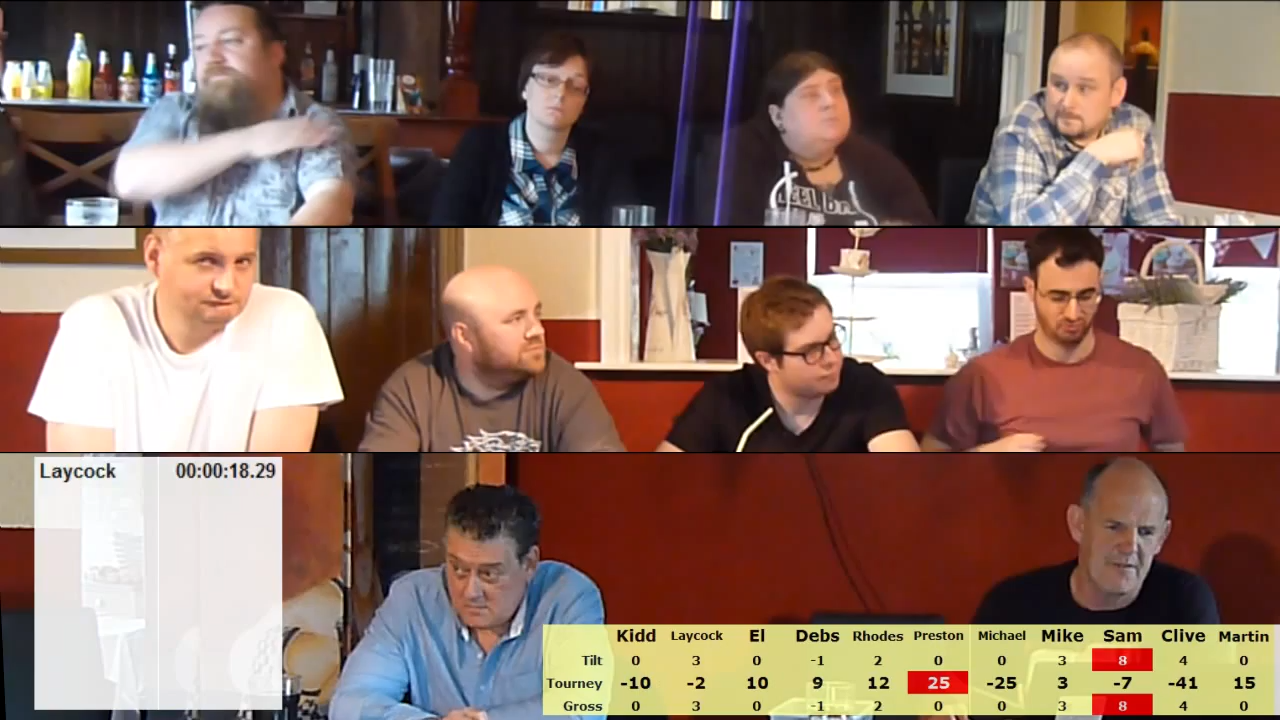 Laycock 00:00:18.29
Kidd Laycock El Debs Rhodes Preston Michael Mike Sam Clive Martin
Tilt 0 3 0 -1 2 0 0 3 8 4 0
Tourney -10 -2 10 9 12 25 -25 3 -7 -41 15
Gross 0 3 0 -1 2 0 0 3 8 4 0